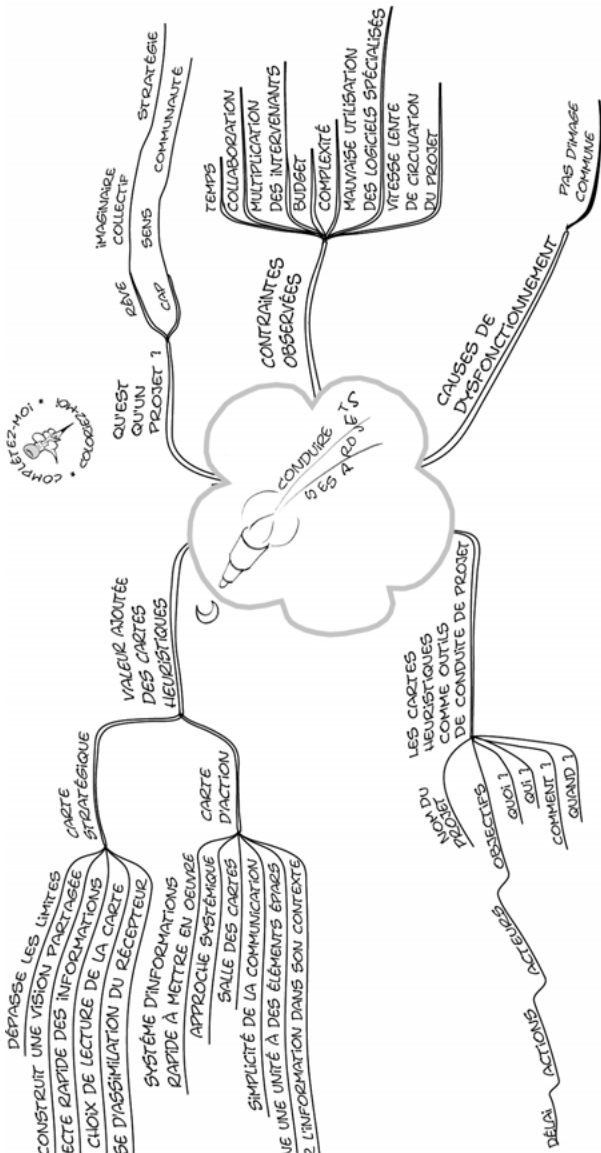 COMPLÉTEZ-MOI * COLORIEZ-MOI *
CONDUIRE
SES PROJETS
QU'EST
QU'UN
PROJET ?
RÊVE
IMAGINAIRE
COLLECTIF
STRATÉGIE
CAP
SENS
COMMUNAUTÉ
CONTRAINTES
OBSERVÉES
TEMPS
COLLABORATION
MULTIPLICATION
DES INTERVENANTS
BUDGET
COMPLEXITÉ
MAUVAISE UTILISATION
DES LOGICIELS SPÉCIALISÉS
VITESSE LENTE
DE CIRCULATION
DU PROJET
CAUSES DE
DYSFONCTIONNEMENT
PAS D'IMAGE
COMMUNE
LES CARTES
HEURISTIQUES
COMME OUTILS
DE CONDUITE DE PROJET
NOM DU
PROJET
OBJECTIFS
ACTEURS
ACTIONS
DÉLAI
QUOI ?
QUI ?
COMMENT ?
QUAND ?
VALEUR AJOUTÉE
DES CARTES
HEURISTIQUES
CARTE
STRATÉGIQUE
DÉPASSE LES LIMITES
CONSTRUIT UNE VISION PARTAGÉE
RAPIDE DES INFORMATIONS
CHOIX DE LECTURE DE LA CARTE
D'ASSIMILATION DU RÉCEPTEUR
CARTE
D'ACTION
SYSTÈME D'INFORMATIONS
RAPIDE À METTRE EN OEUVRE
APPROCHE SYSTÉMIQUE
SALLE DES CARTES
SIMPLICITÉ DE LA COMMUNICATION
UNE UNITÉ À DES ÉLÉMENTS ÉPARS
L'INFORMATION DANS SON CONTEXTE